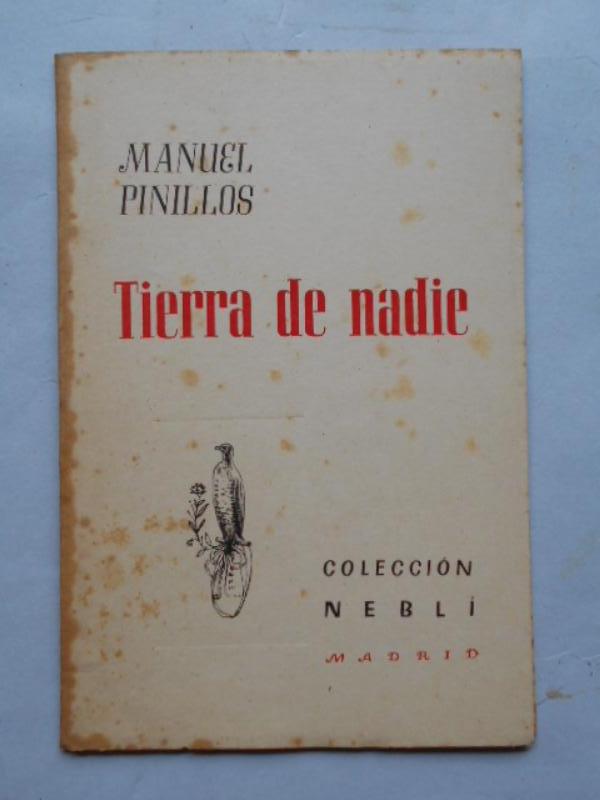 MANUEL
PINILLOS
Tierra de nadie
COLECCIÓN
NEBLÍ
MADRID